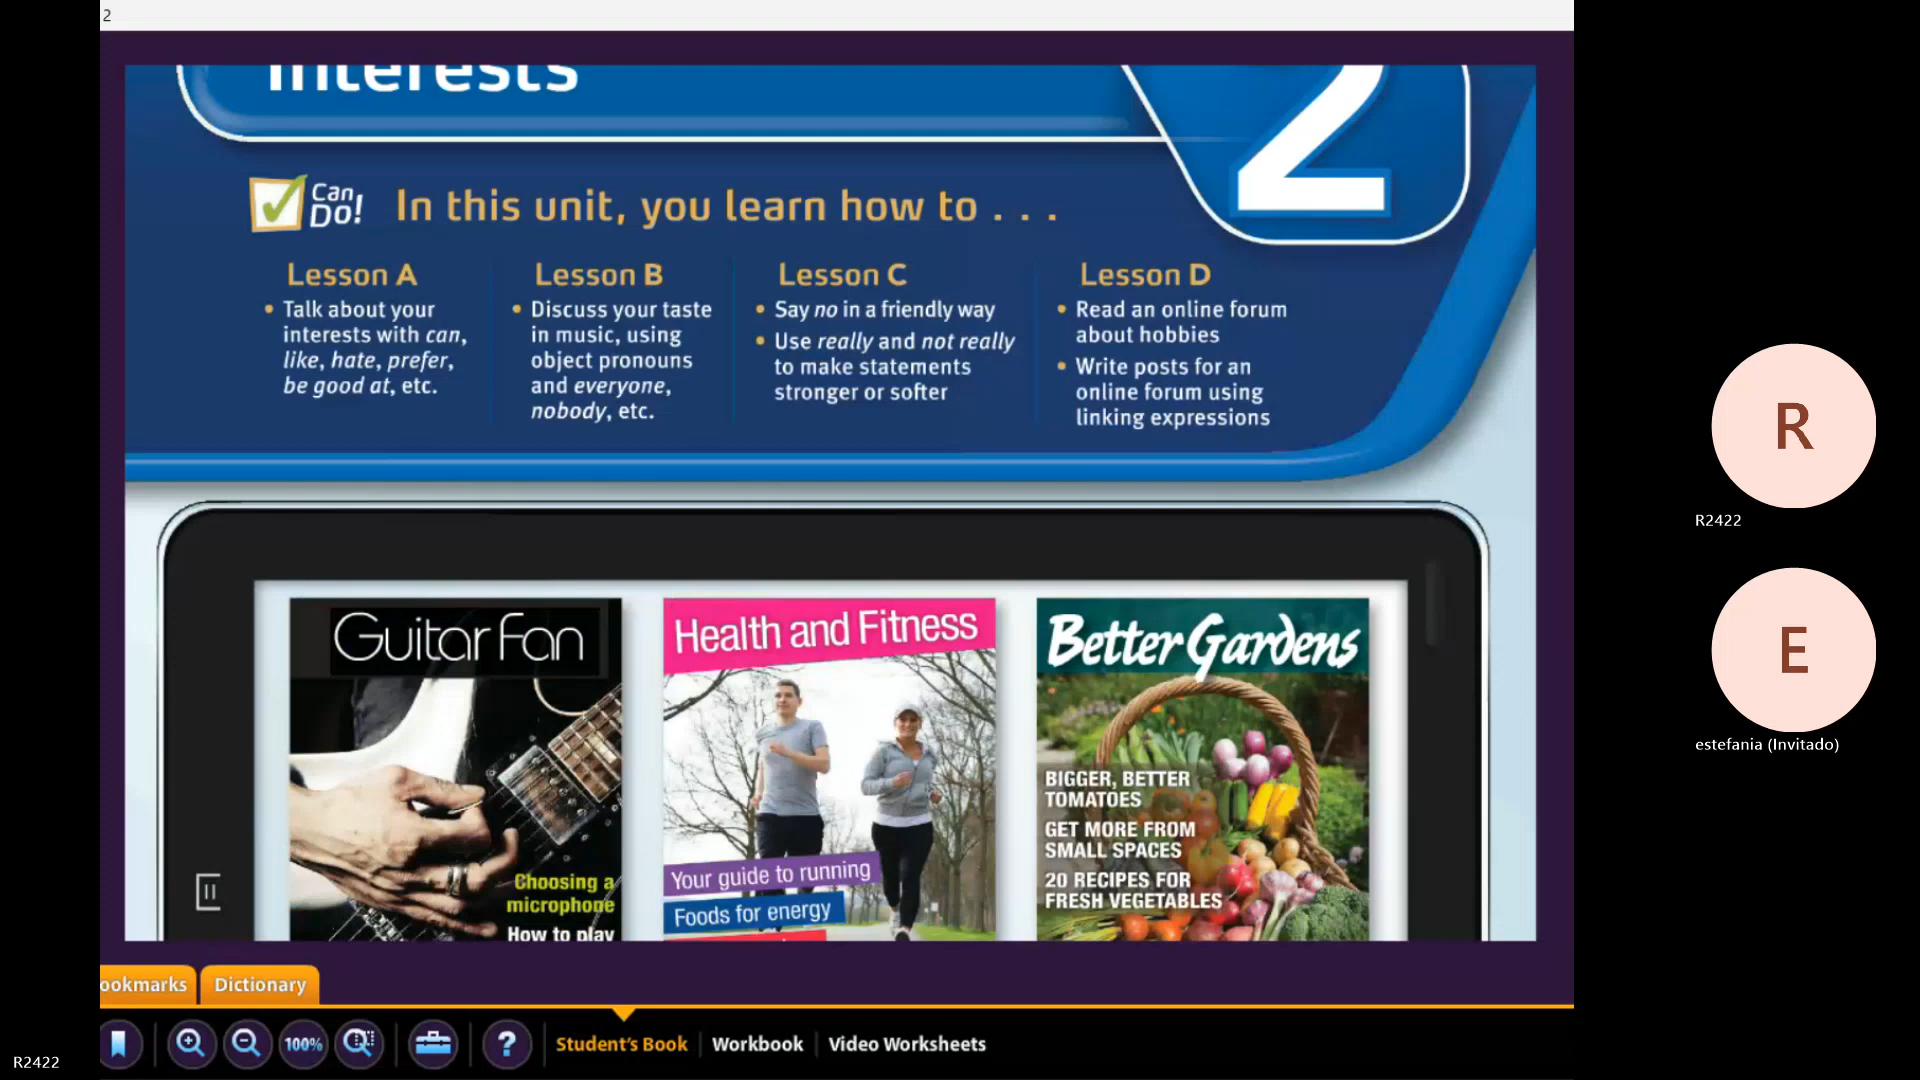 2
Interests
2
Can Do!
In this unit, you learn how to . . .
Lesson A
• Talk about your
interests with can,
like, hate, prefer,
be good at, etc.
Lesson B
• Discuss your taste
in music, using
object pronouns
and everyone,
nobody, etc.
Lesson C
• Say no in a friendly way
• Use really and not really
to make statements
stronger or softer
Lesson D
• Read an online forum
about hobbies
• Write posts for an
online forum using
linking expressions
Guitar Fan
Choosing a
microphone
How to play
Health and Fitness
Your guide to running
Foods for energy
Better Gardens
BIGGER, BETTER
TOMATOES
GET MORE FROM
SMALL SPACES
20 RECIPES FOR
FRESH VEGETABLES
R
R2422
E
estefania (Invitado)
ookmarks
Dictionary
100%
?
Student's Book
Workbook
Video Worksheets
R2422